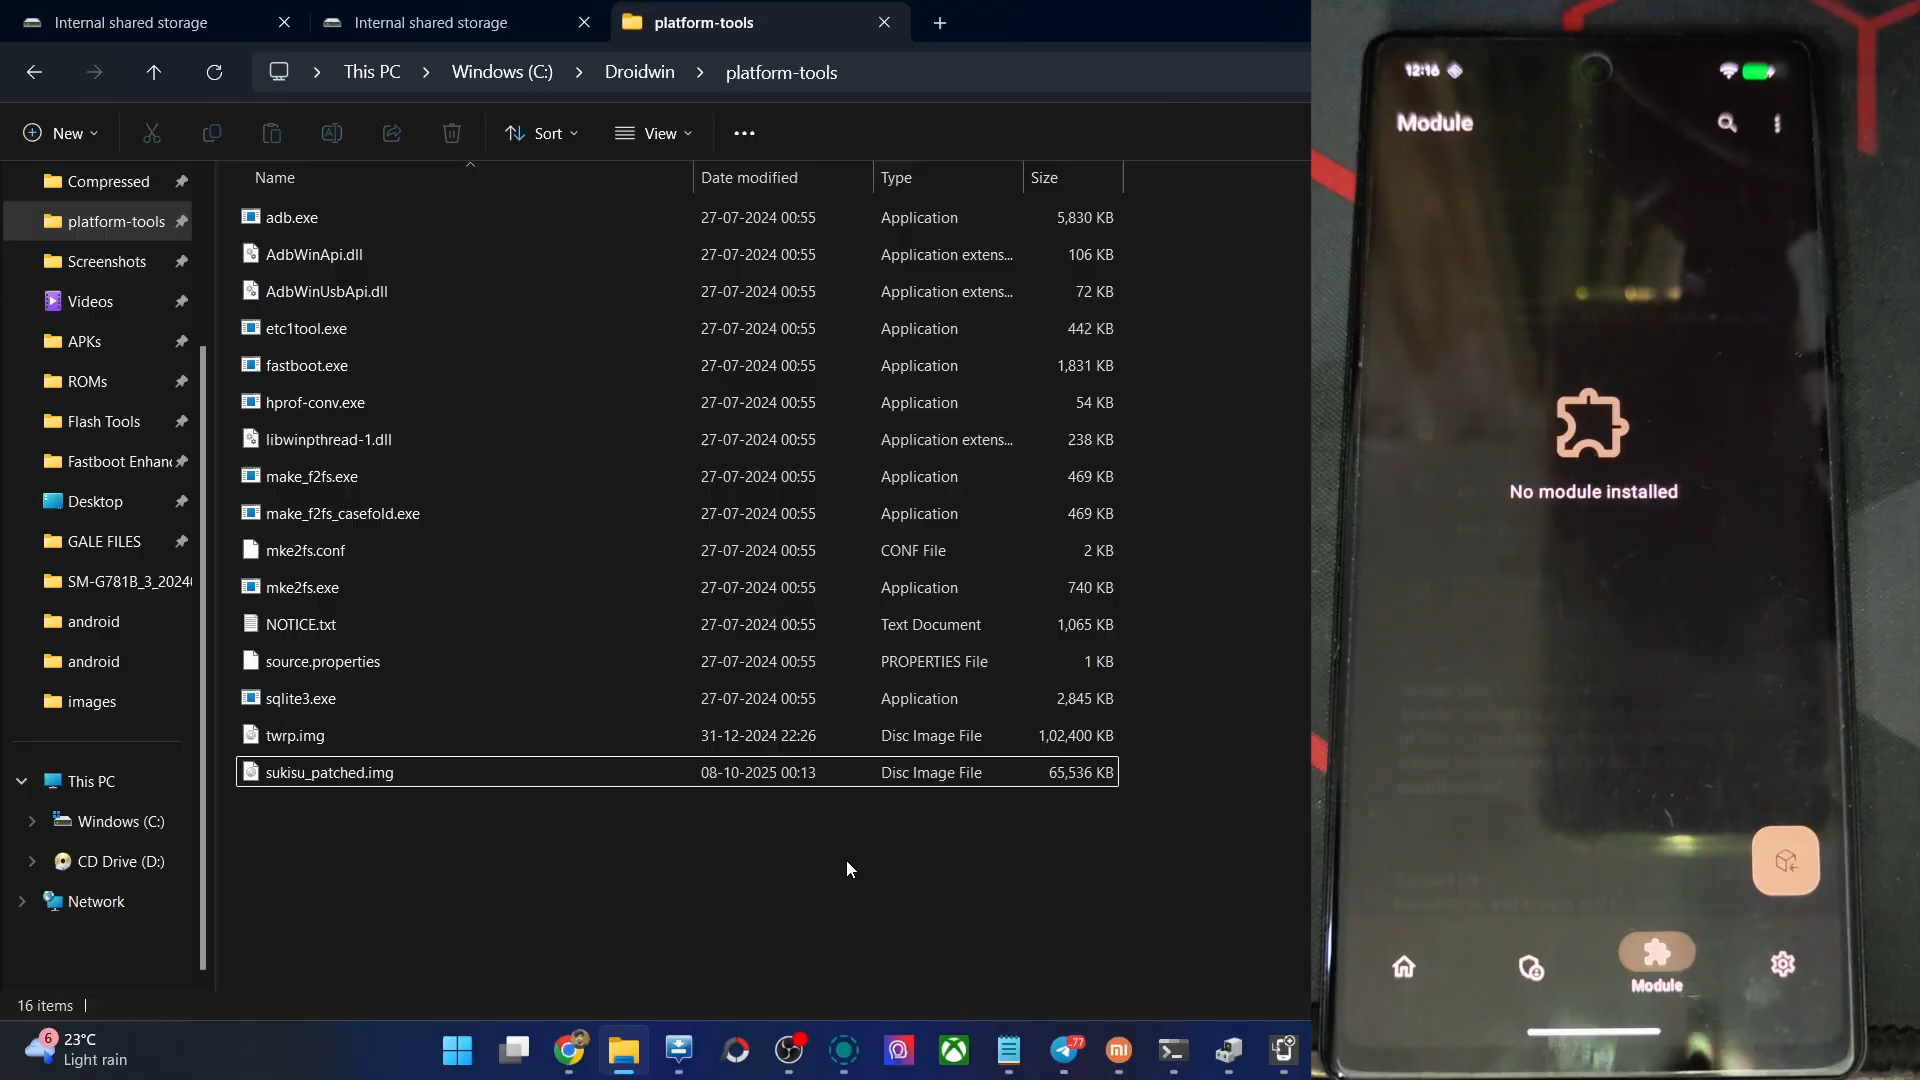 Internal shared storage
Internal shared storage
platform-tools
This PC
Windows (C:)
Droidwin
platform-tools
New
Sort
View
Name
Date modified
Type
Size
Compressed
platform-tools
Screenshots
Videos
APKs
ROMs
Flash Tools
Fastboot Enhanc
Desktop
GALE FILES
SM-G781B_3_2024
android
android
images
This PC
Windows (C:)
CD Drive (D:)
Network
adb.exe 27-07-2024 00:55 Application 5,830 KB
AdbWinApi.dll 27-07-2024 00:55 Application extens... 106 KB
AdbWinUsbApi.dll 27-07-2024 00:55 Application extens... 72 KB
etc1tool.exe 27-07-2024 00:55 Application 442 KB
fastboot.exe 27-07-2024 00:55 Application 1,831 KB
hprof-conv.exe 27-07-2024 00:55 Application 54 KB
libwinpthread-1.dll 27-07-2024 00:55 Application extens... 238 KB
make_f2fs.exe 27-07-2024 00:55 Application 469 KB
make_f2fs_casefold.exe 27-07-2024 00:55 Application 469 KB
mke2fs.conf 27-07-2024 00:55 CONF File 2 KB
mke2fs.exe 27-07-2024 00:55 Application 740 KB
NOTICE.txt 27-07-2024 00:55 Text Document 1,065 KB
source.properties 27-07-2024 00:55 PROPERTIES File 1 KB
sqlite3.exe 27-07-2024 00:55 Application 2,845 KB
twrp.img 31-12-2024 22:26 Disc Image File 1,02,400 KB
sukisu_patched.img 08-10-2025 00:13 Disc Image File 65,536 KB
16 items
6
23°C
Light rain
77
mi
12:16
Module
No module installed
Module